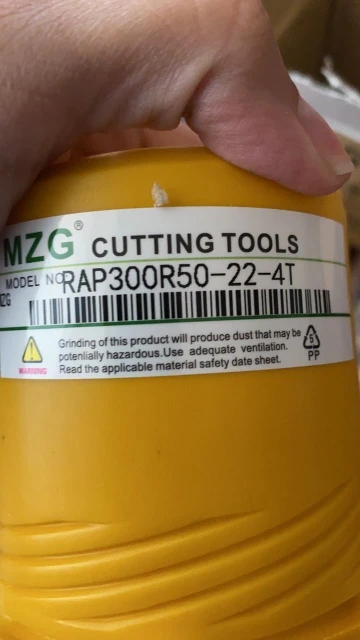 MZG® CUTTING TOOLS
MODEL NO RAP300R50-22-4T
MZG
WARNING
Grinding of this product will produce dust that may be
potenlially hazardous.Use adequate ventilation.
Read the applicable material safety date sheet.
5
PP